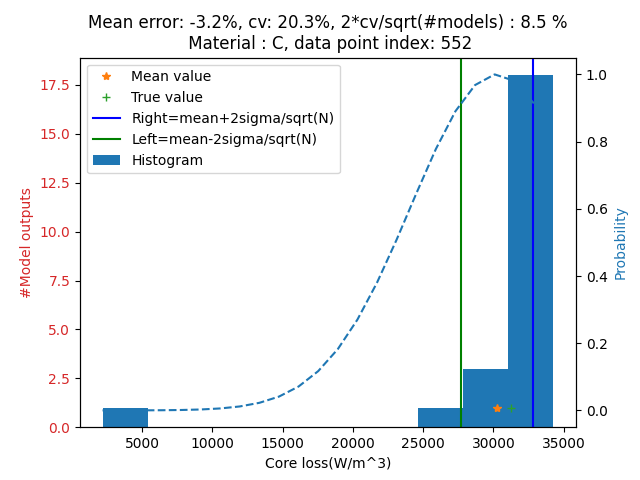 Mean error: -3.2%, cv: 20.3%, 2*cv/sqrt(#models) : 8.5 %
Material : C, data point index: 552
Mean value
True value
Right=mean+2sigma/sqrt(N)
Left=mean-2sigma/sqrt(N)
Histogram
17.5
15.0
12.5
10.0
7.5
5.0
2.5
0.0
#Model outputs
1.0
0.8
0.6
0.4
0.2
0.0
Probability
5000 10000 15000 20000 25000 30000 35000
Core loss(W/m^3)